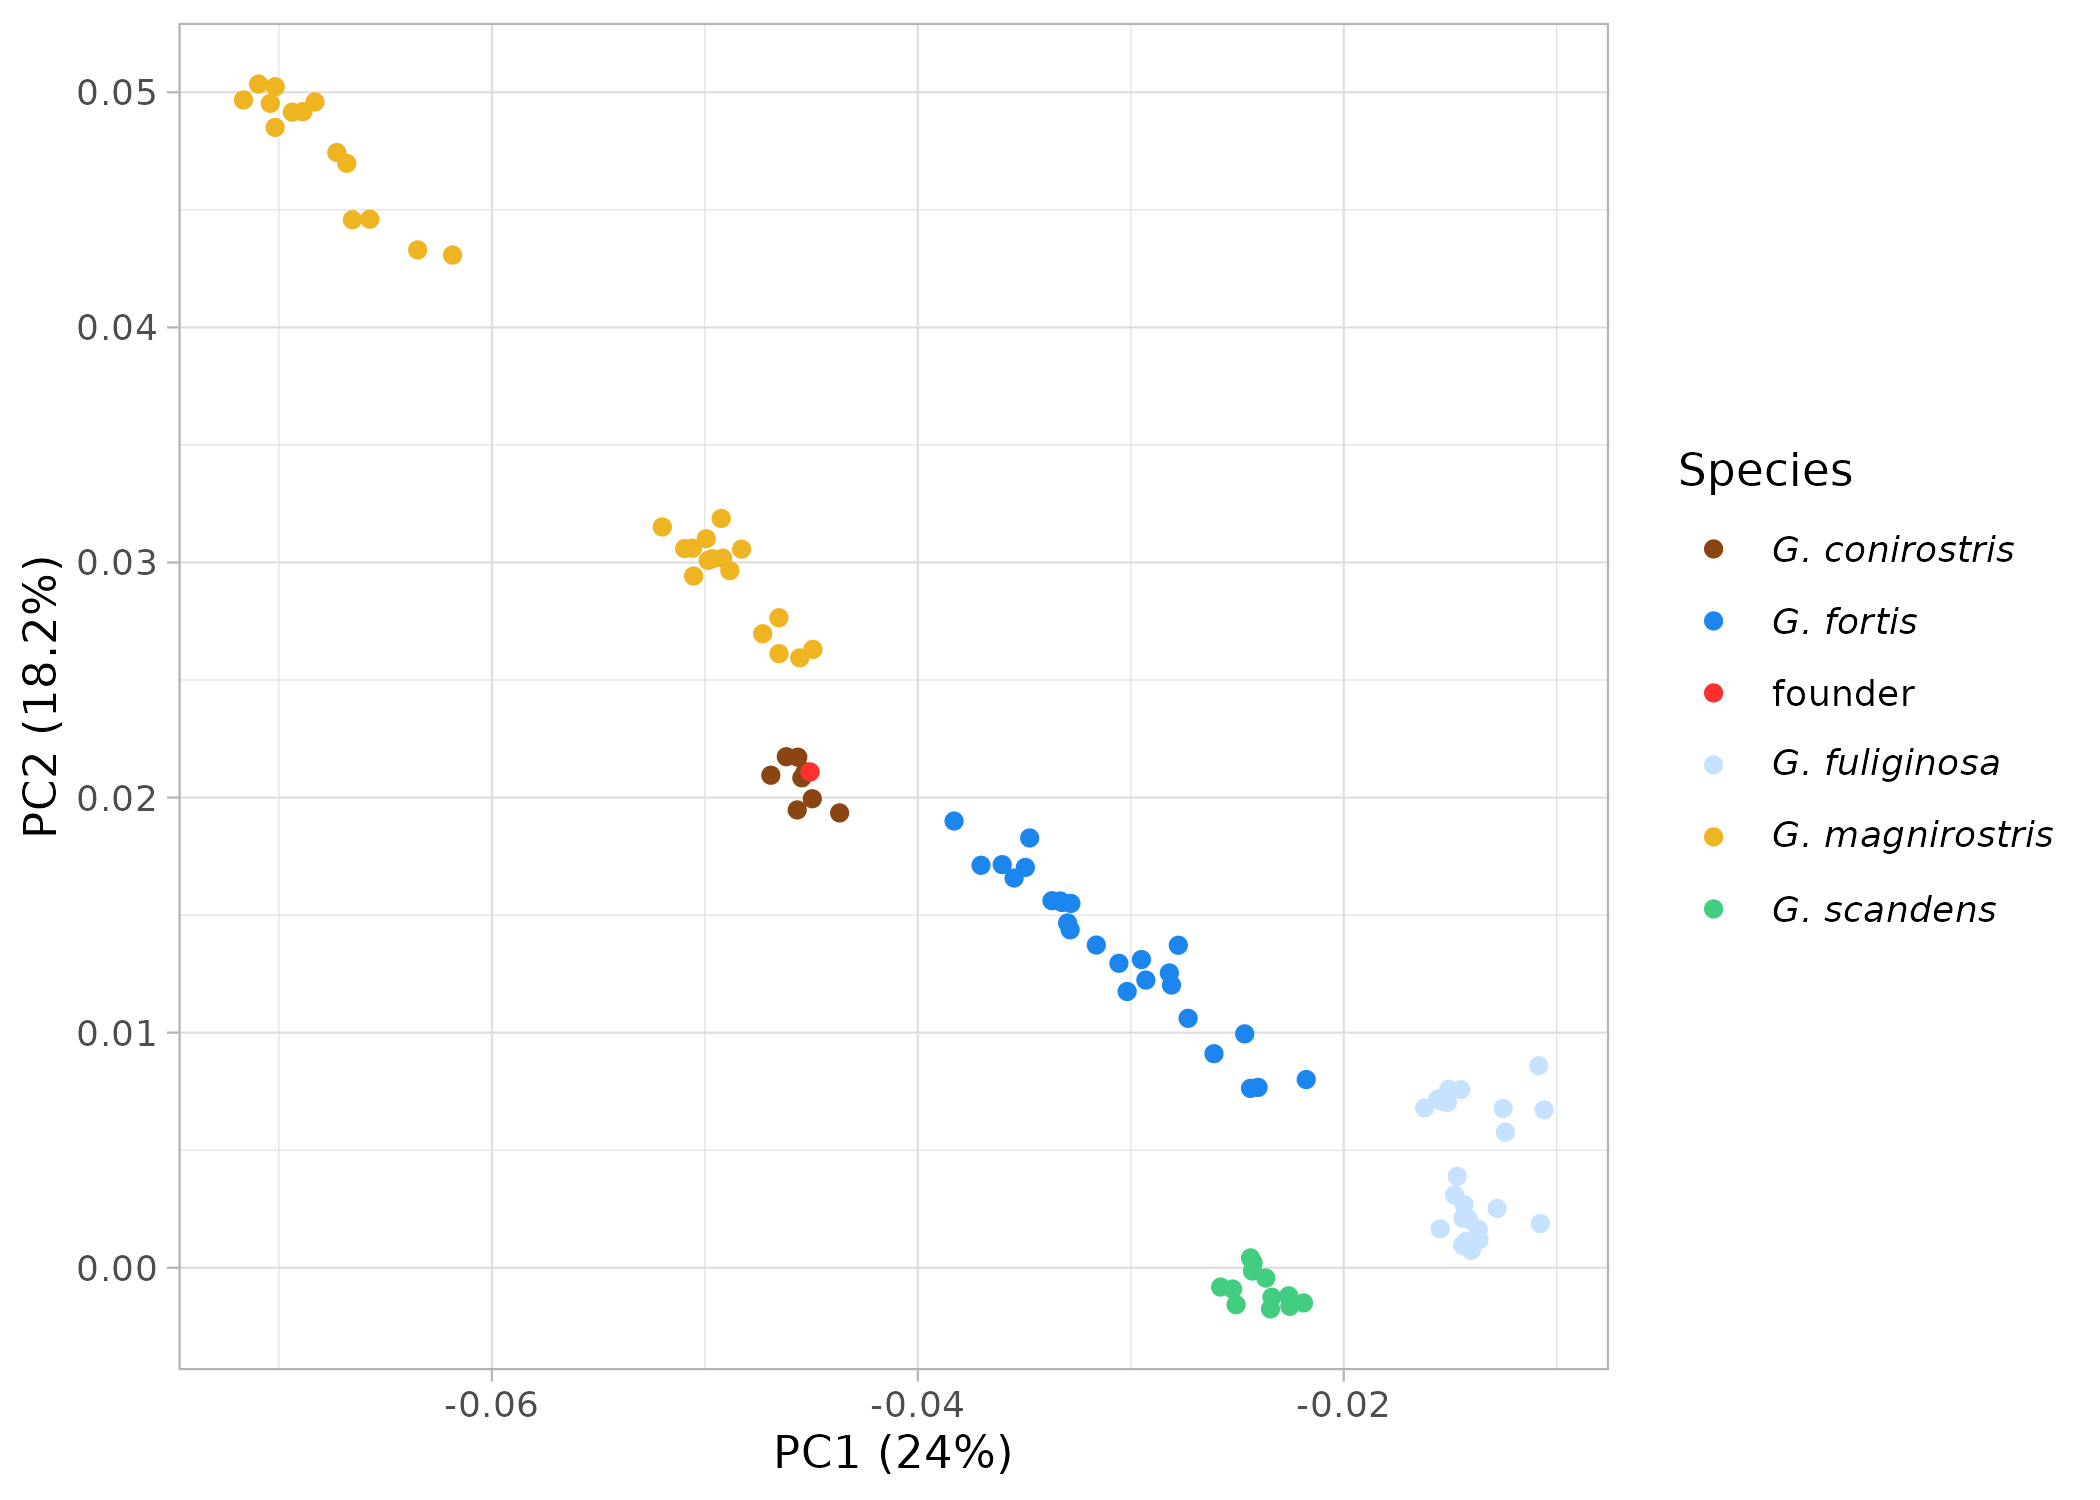 0.05
0.04
0.03
0.02
0.01
0.00
PC2 (18.2%)
-0.06
-0.04
-0.02
PC1 (24%)
Species
G. conirostris
G. fortis
founder
G. fuliginosa
G. magnirostris
G. scandens